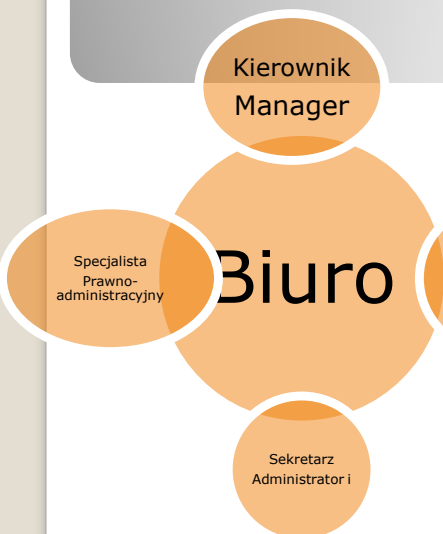 Kierownik
Manager
Specjalista
Prawno-
administracyjny
Biuro
Sekretarz
Administrator i